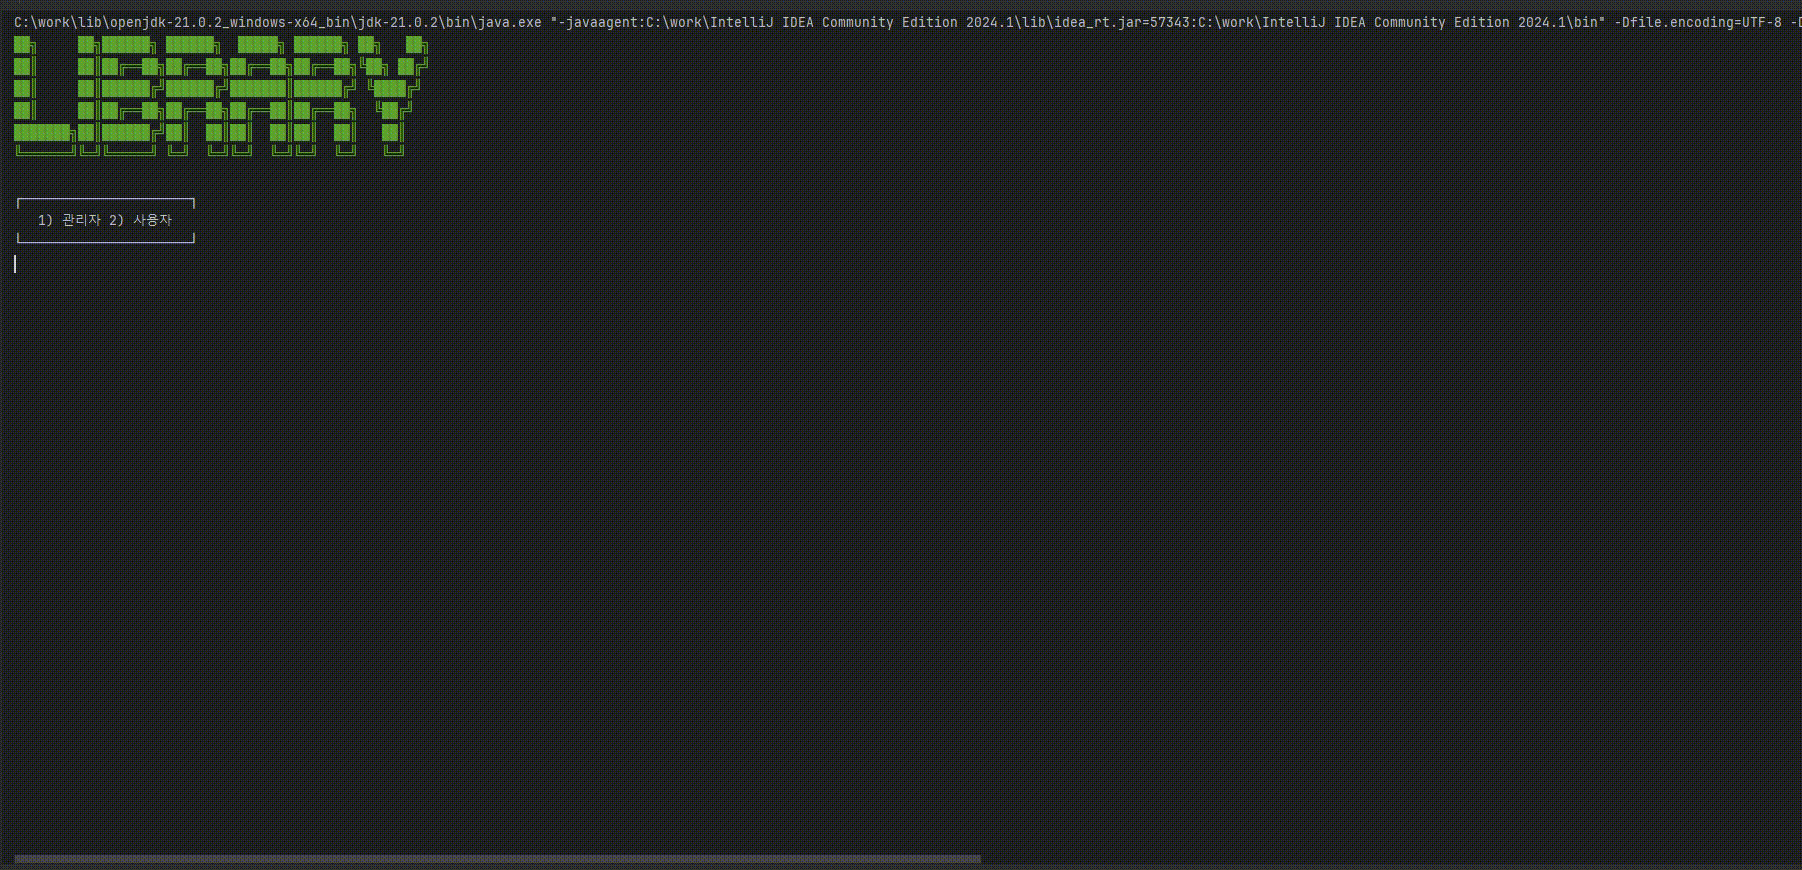 C:\work\lib\openjdk-21.0.2_windows-x64_bin\jdk-21.0.2\bin\java.exe "-javaagent:C:\work\IntelliJ IDEA Community Edition 2024.1\lib\idea_rt.jar=57343:C:\work\IntelliJ IDEA Community Edition 2024.1\bin" -Dfile.encoding=UTF-8 -D
LIBRARY
1) 관리자 2) 사용자